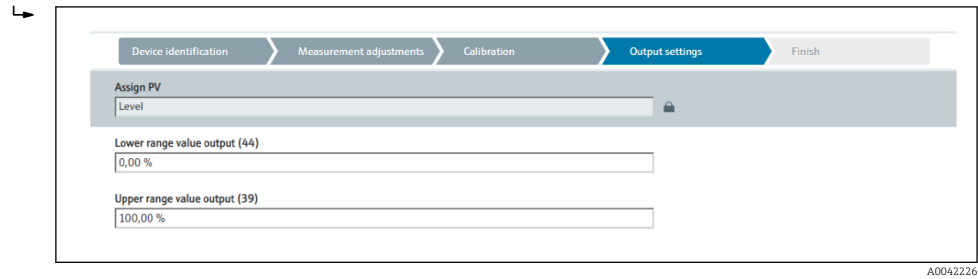 Device identification Measurement adjustments Calibration Output settings Finish
Assign PV
Level
Lower range value output (44)
0,00 %
Upper range value output (39)
100,00 %
A0042226